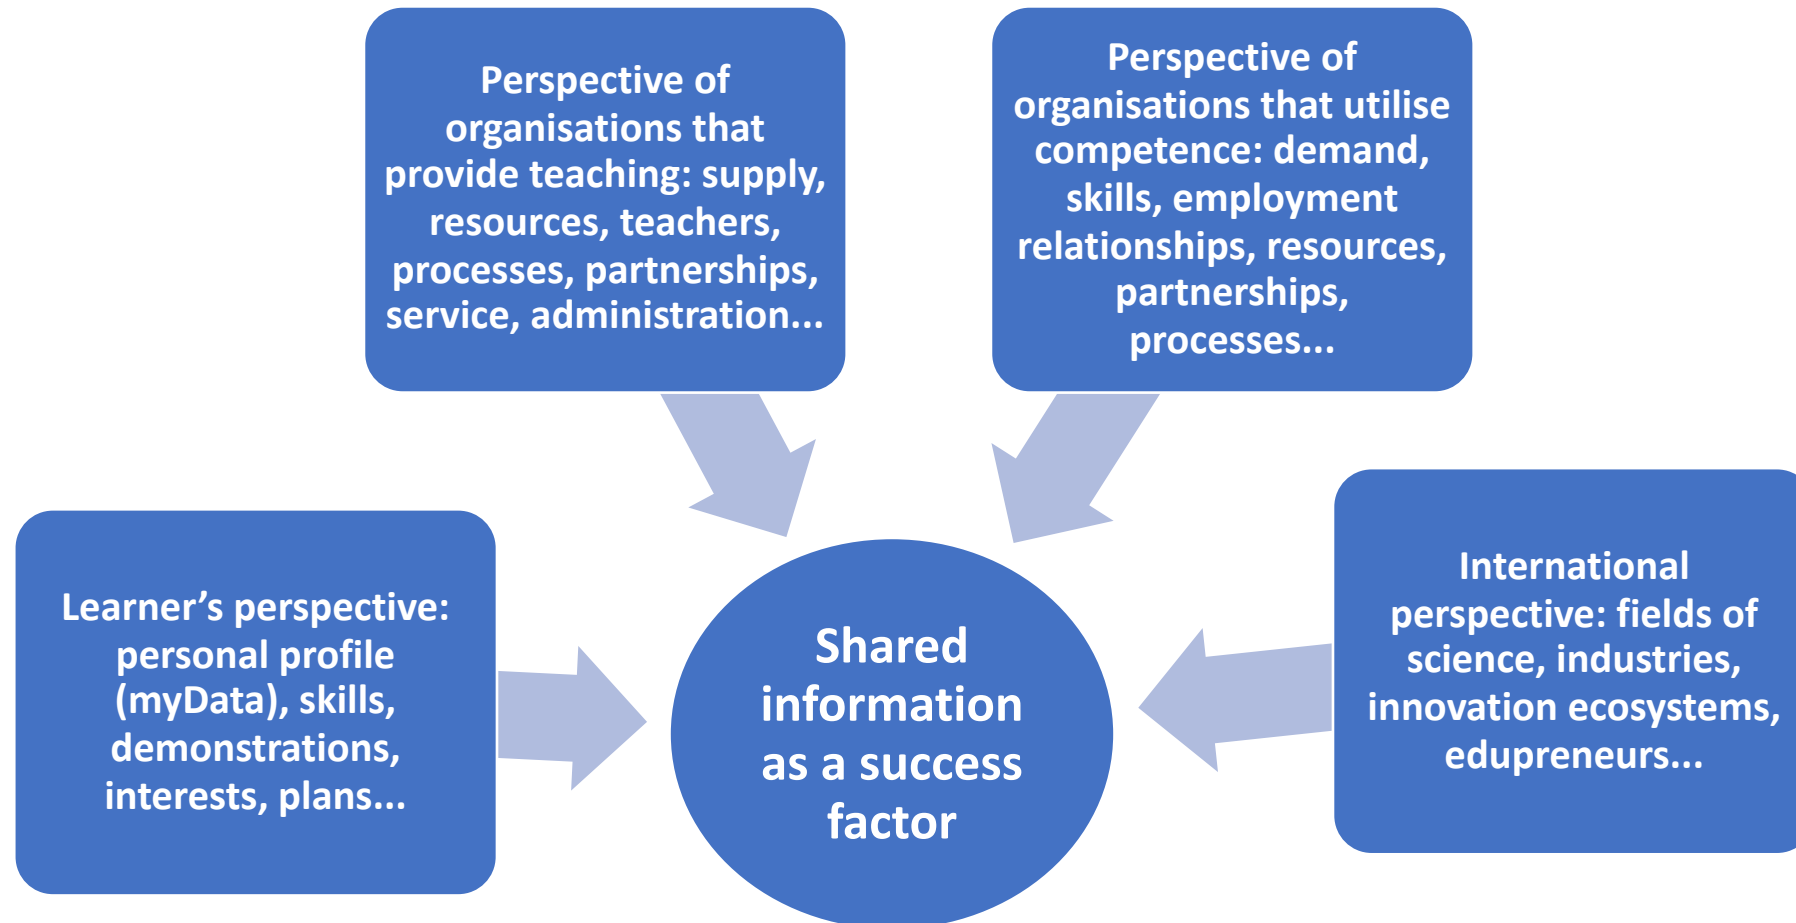 Perspective of
organisations that
provide teaching: supply,
resources, teachers,
processes, partnerships,
service, administration...
Perspective of
organisations that utilise
competence: demand,
skills, employment
relationships, resources,
partnerships,
processes...
Learner’s perspective:
personal profile
(myData), skills,
demonstrations,
interests, plans...
Shared
information
as a success
factor
International
perspective: fields of
science, industries,
innovation ecosystems,
edupreneurs...